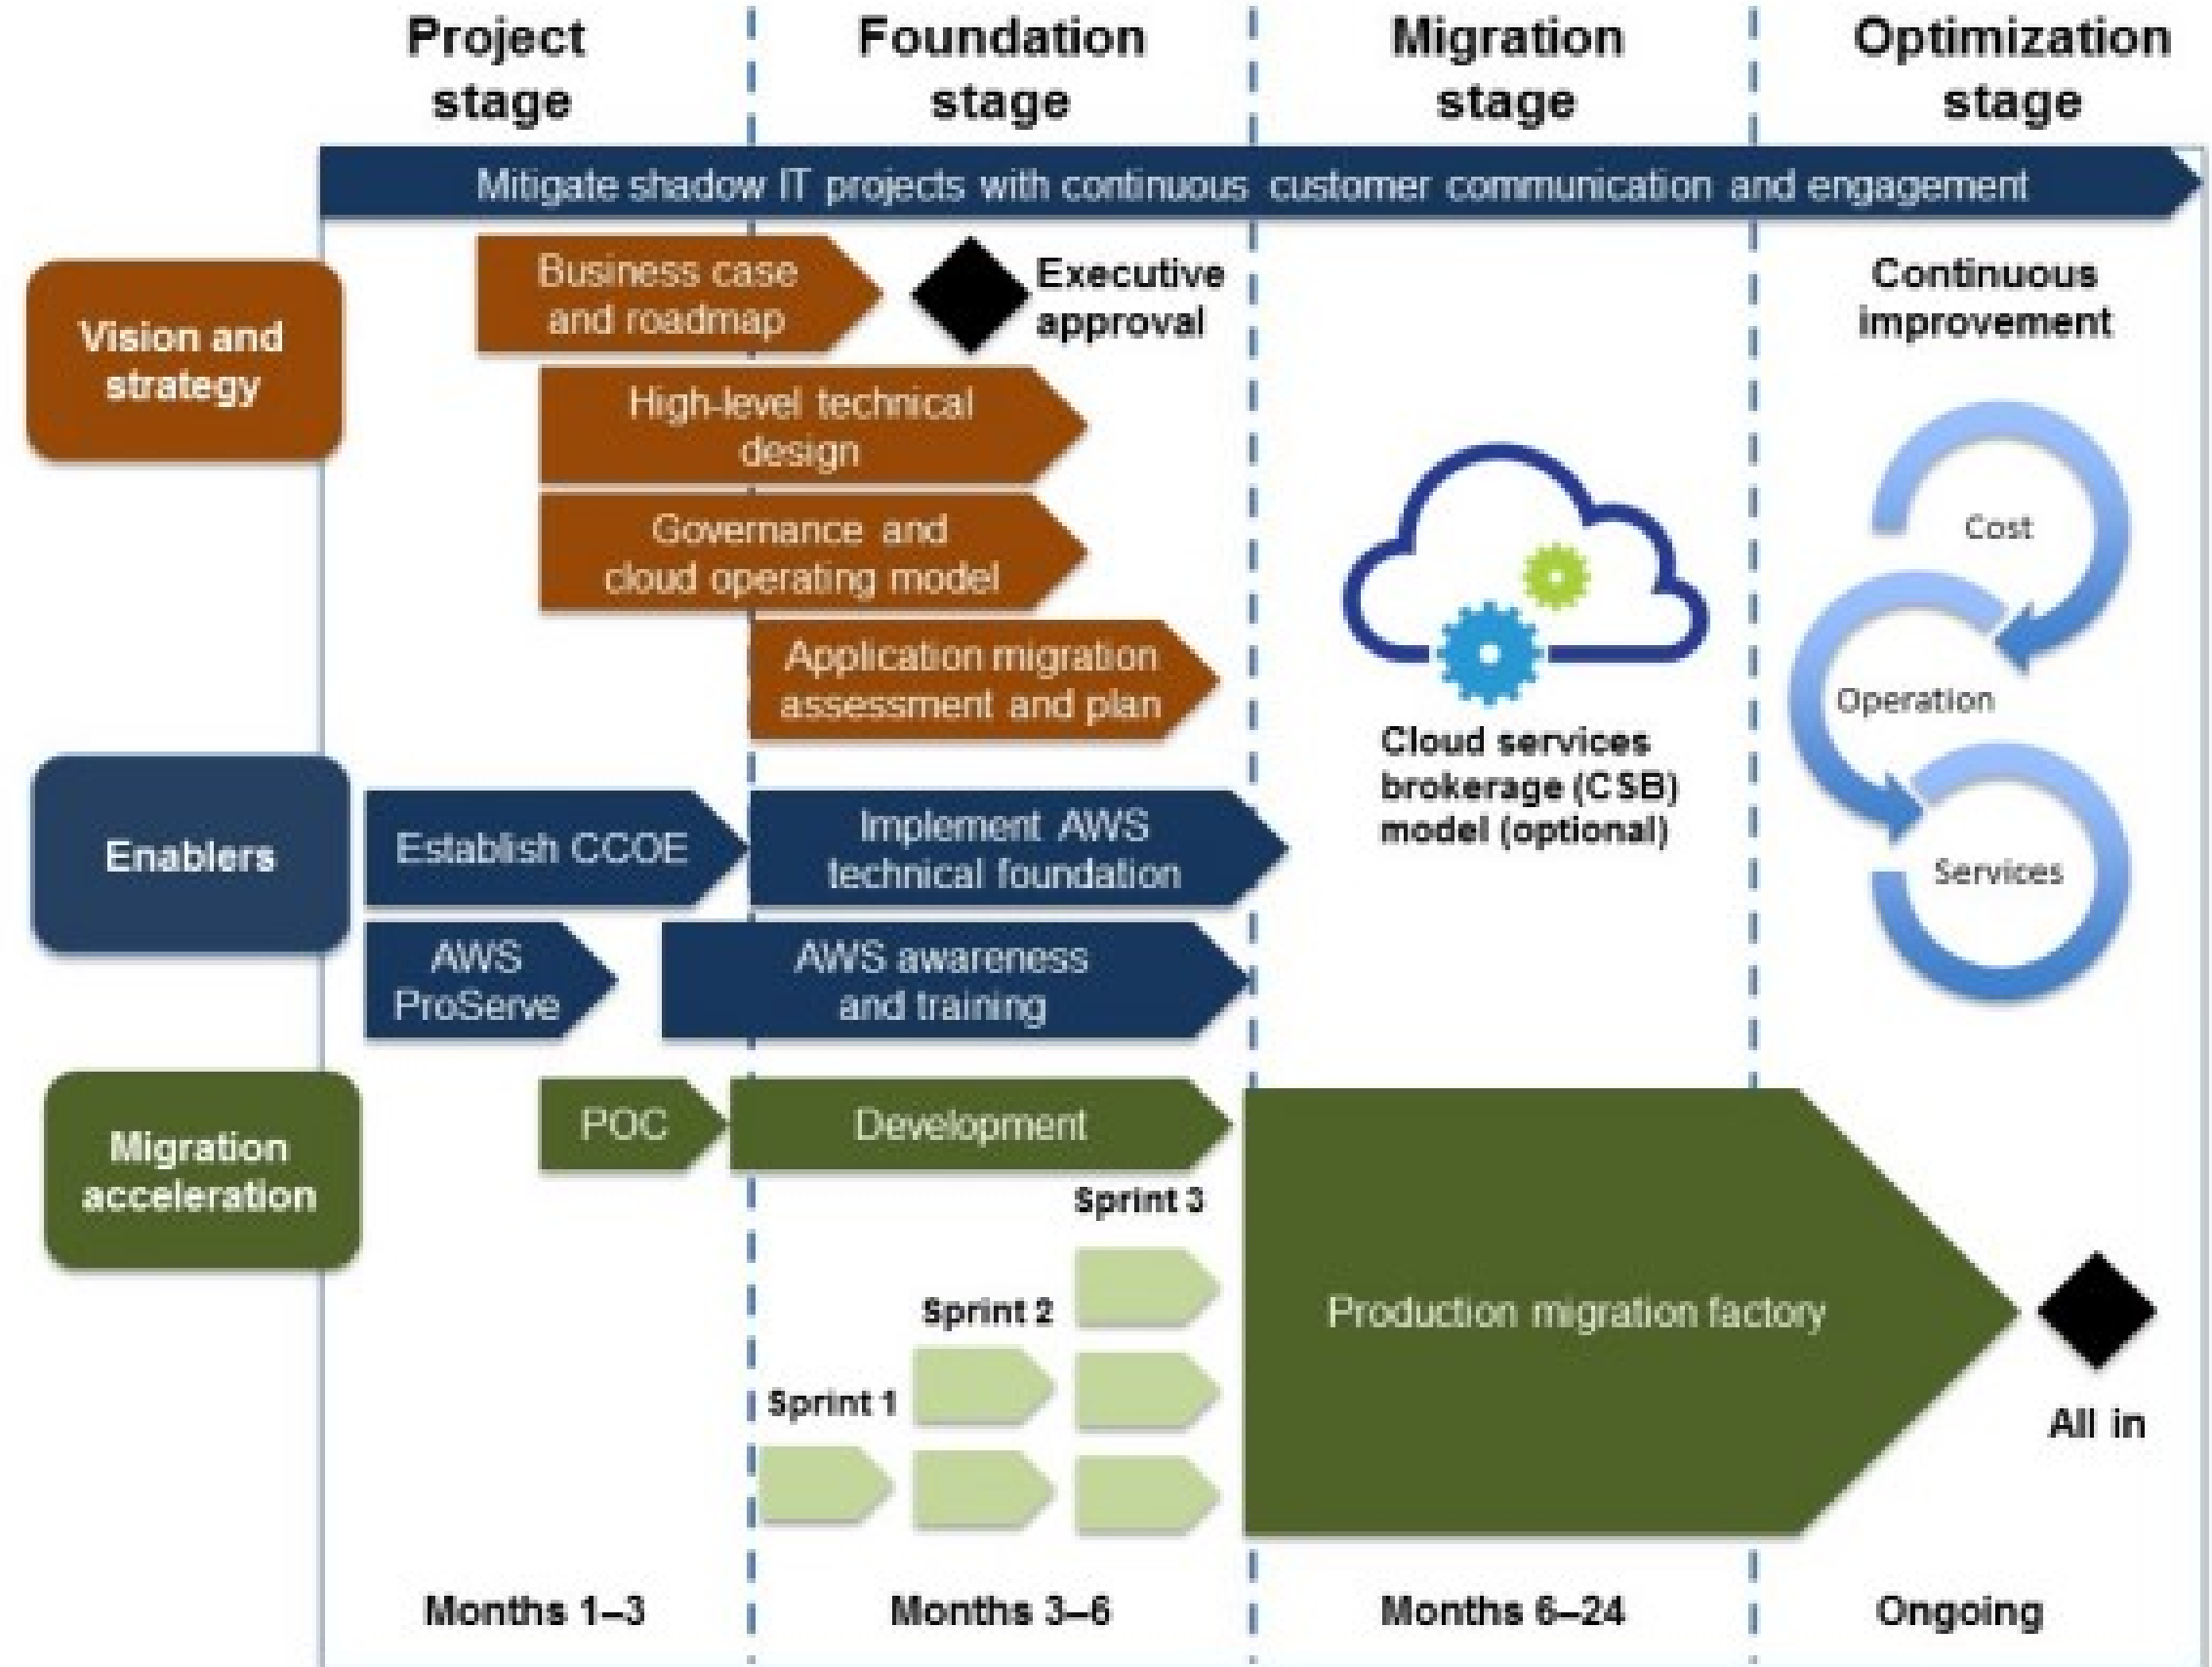 Project
stage
Foundation
stage
Migration
stage
Optimization
stage
Mitigate shadow IT projects with continuous customer communication and engagement
Vision and
strategy
Business case
and roadmap
Executive
approval
High-level technical
design
Governance and
cloud operating model
Application migration
assessment and plan
Cloud services
brokerage (CSB)
model (optional)
Continuous
improvement
Cost
Operation
Services
Enablers
Establish CCOE
Implement AWS
technical foundation
AWS
ProServe
AWS awareness
and training
Migration
acceleration
POC
Development
Sprint 3
Sprint 2
Sprint 1
Production migration factory
All in
Months 1–3
Months 3–6
Months 6–24
Ongoing